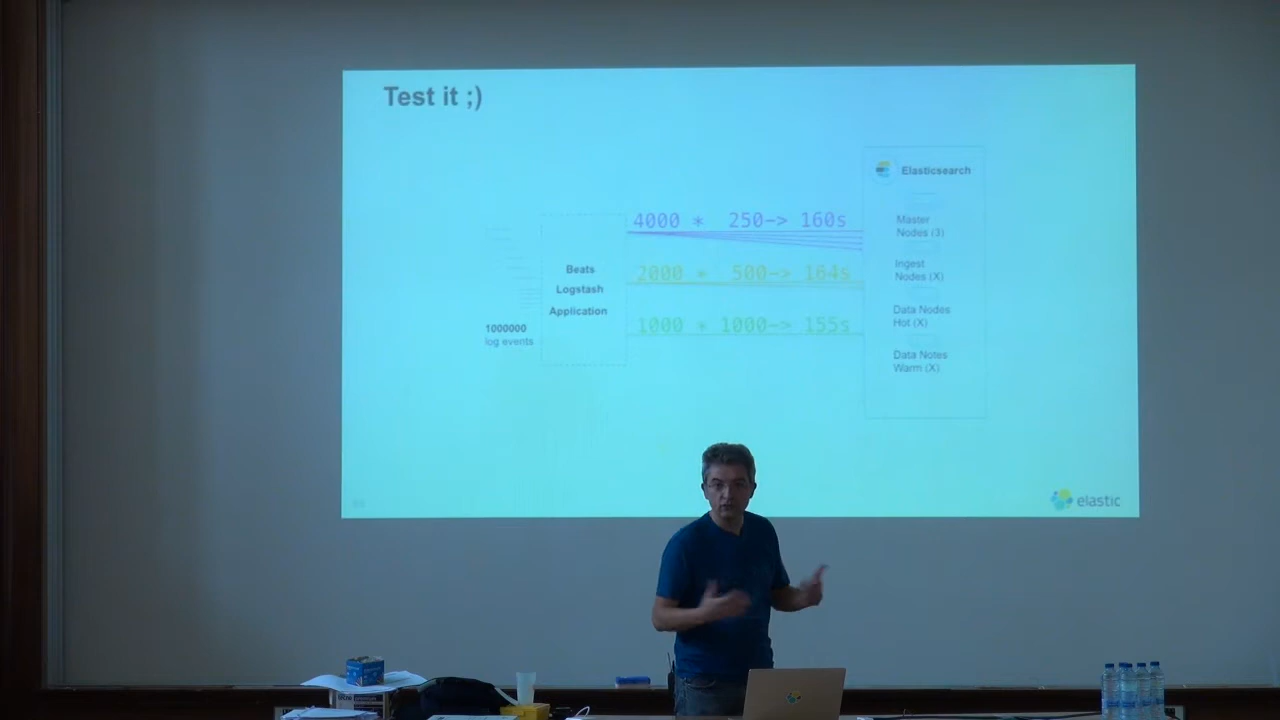 Test it ;)
Elasticsearch
4000 * 250-> 160s
Master
Nodes (3)
Beats
2000 * 500-> 164s
Ingest
Nodes (X)
Logstash
Application
1000000
log events
1000 * 1000-> 155s
Data Nodes
Hot (X)
Data Notes
Warm (X)
elastic